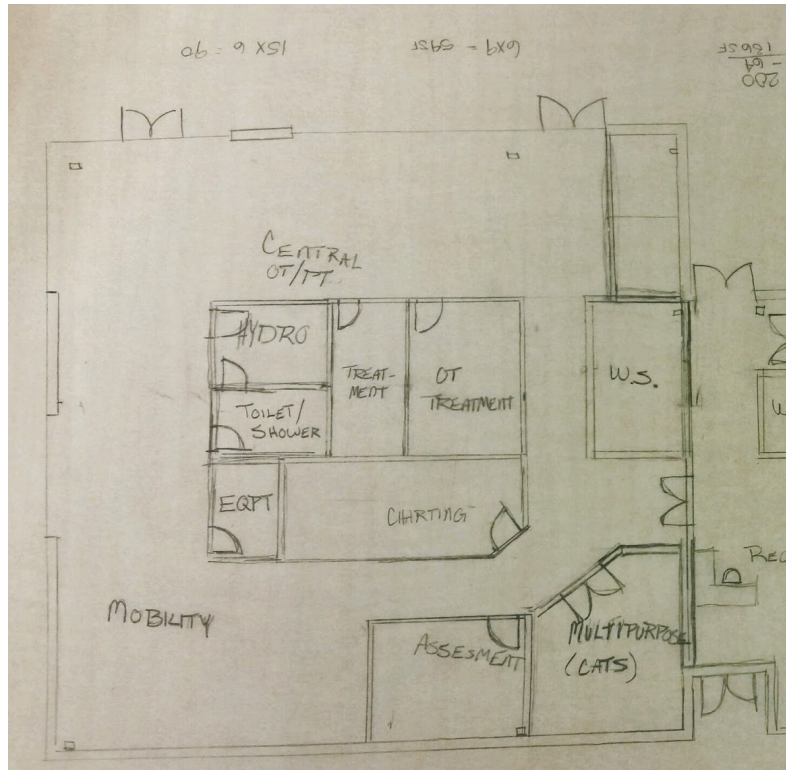 15 X 6 = 90
6X9 - 54SF
200
- 64
136SF
CENTRAL
OT/PT
HYDRO
TREAT-
MENT
OT
TREATMENT
W.S.
TOILET/
SHOWER
EQPT
CHARTING
REC
MOBILITY
ASSESMENT
MULTIPURPOSE
(CATS)